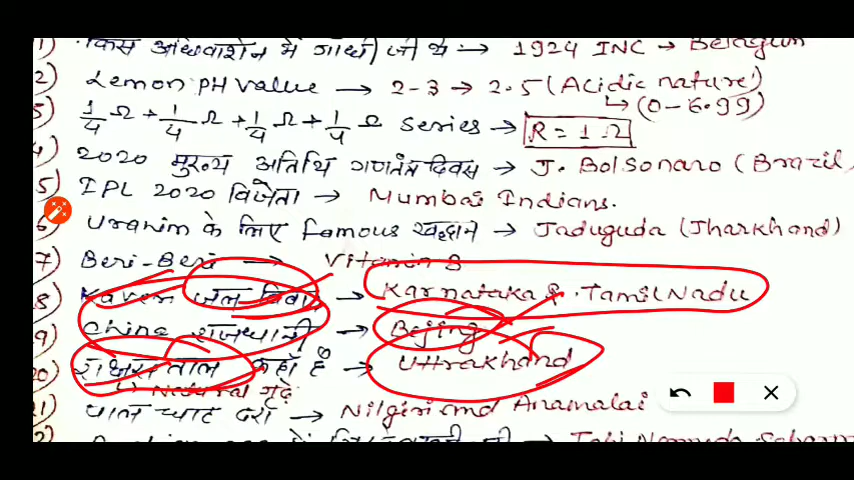 1) किस अधिवेशन में गांधी जी थे → 1924 INC → Belagum
2) Lemon PH value → 2-3 → 2.5 (Acidic nature)
↳ (0-6.99)
3) 1/4 Ω + 1/4 Ω + 1/4 Ω + 1/4 Ω series → R = 1 Ω
4) 2020 मुख्य अतिथि गणतंत्र दिवस → J. Bolsonaro (Brazil)
5) IPL 2020 विजेता → Mumbai Indians.
6) Uranim के लिए famous खद्दान → Jaduguda (Jharkhand)
7) Beri-Beri → Vitamin B
8) जल विवा → Karnataka & Tamil Nadu
9) China राजधानी → Bejing
10) ताल कहाँ है → Uttrakhand
↳ Natural गुदे
11) पाल घाट दर्रा → Nilgiri and Anamalai